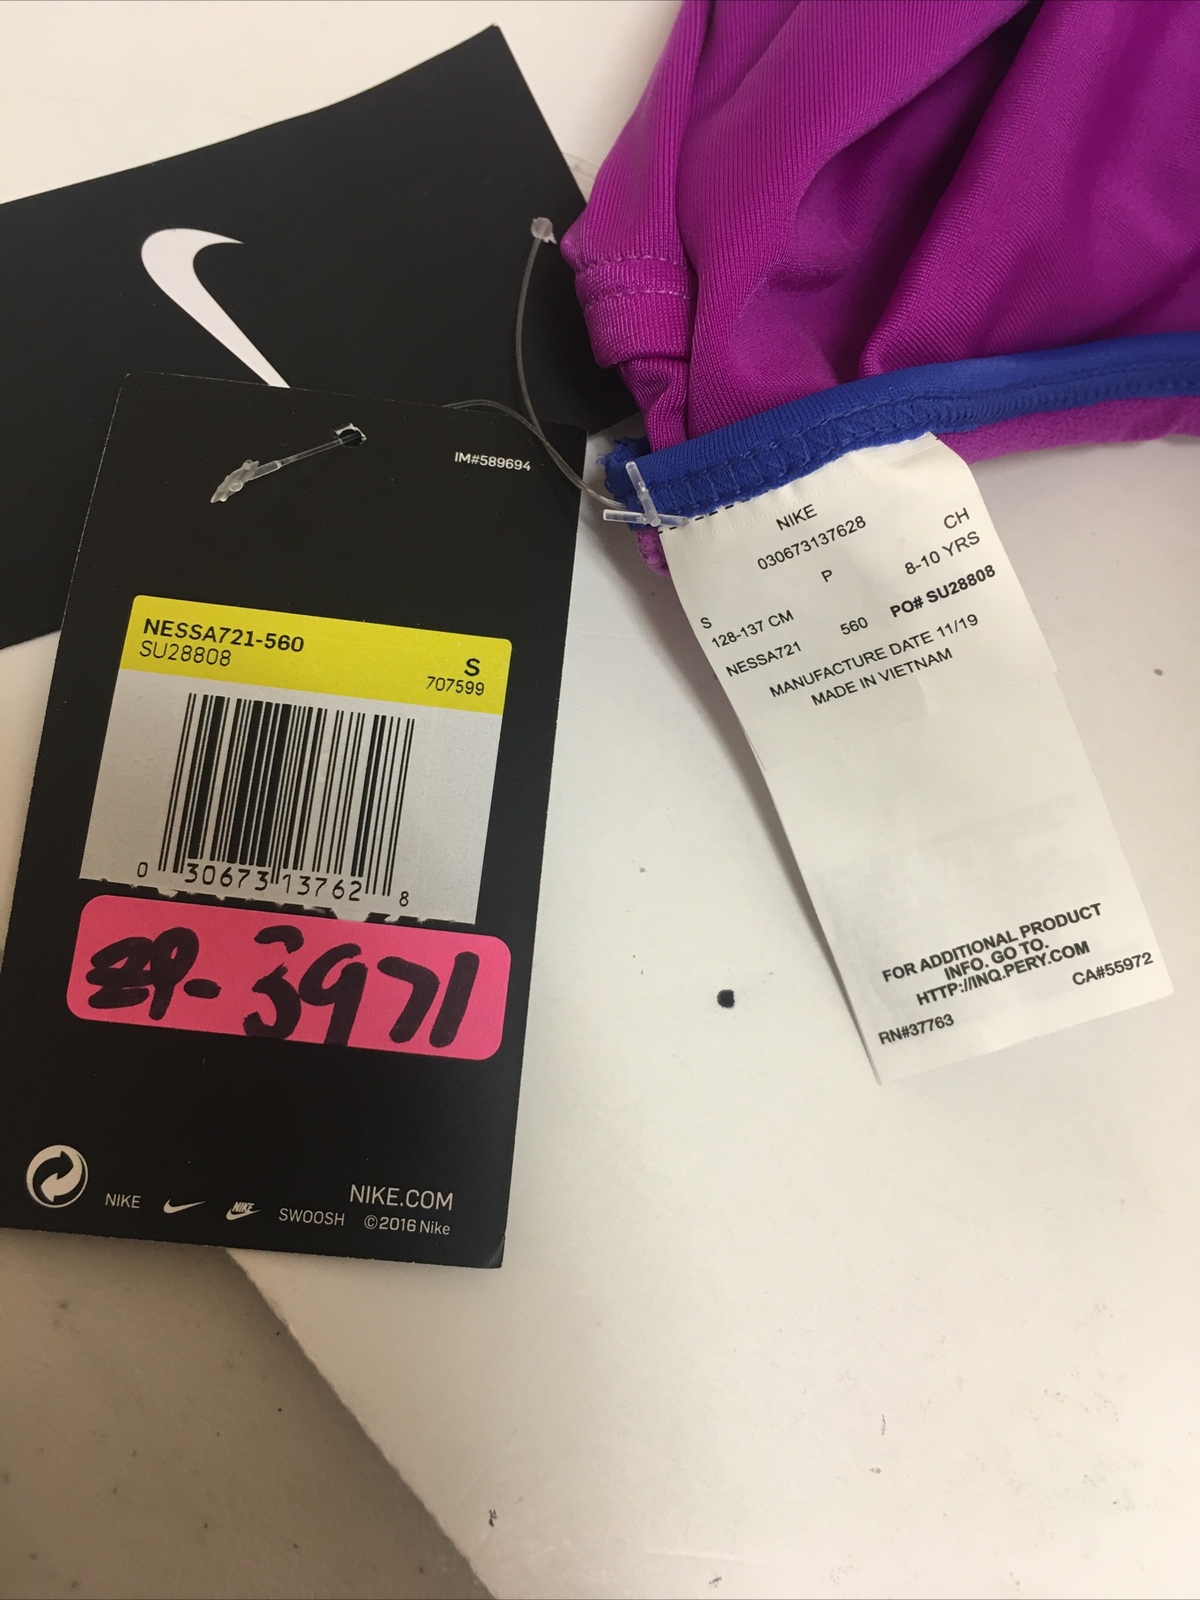 IM#589694
NESSA721-560
SU28808
S
707599
0 30673 13762 8
3971
NIKE NIKE SWOOSH
NIKE.COM
©2016 Nike
NIKE
030673137628
P CH
S 8-10 YRS
128-137 CM
NESSA721 560 PO# SU28808
MANUFACTURE DATE 11/19
MADE IN VIETNAM
FOR ADDITIONAL PRODUCT
INFO. GO TO.
HTTP://INQ.PERY.COM
RN#37763 CA#55972